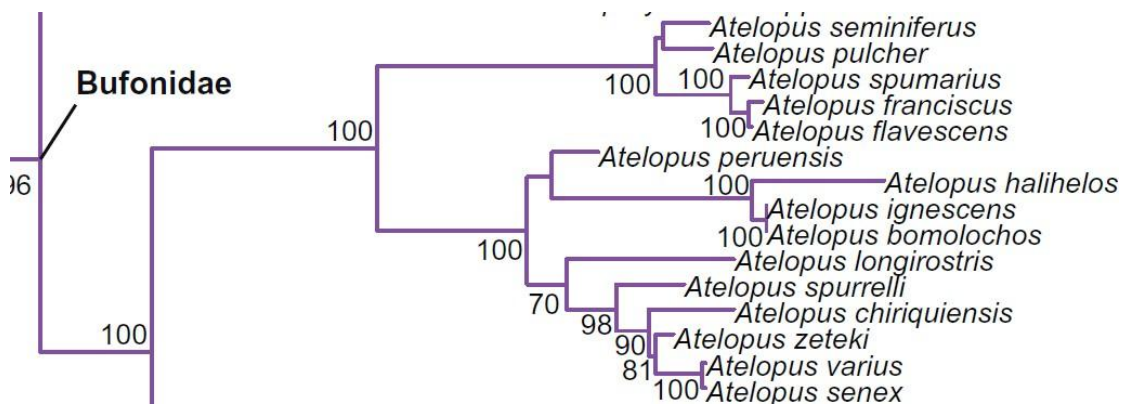 Atelopus seminiferus
Atelopus pulcher
100
100
Atelopus spumarius
Bufonidae
Atelopus franciscus
100
Atelopus flavescens
100
Atelopus peruensis
100
Atelopus halihelos
Atelopus ignescens
100
Atelopus bomolochos
100
Atelopus longirostris
Atelopus spurrelli
70
Atelopus chiriquiensis
98
100
Atelopus zeteki
90
Atelopus varius
81
100
Atelopus senex